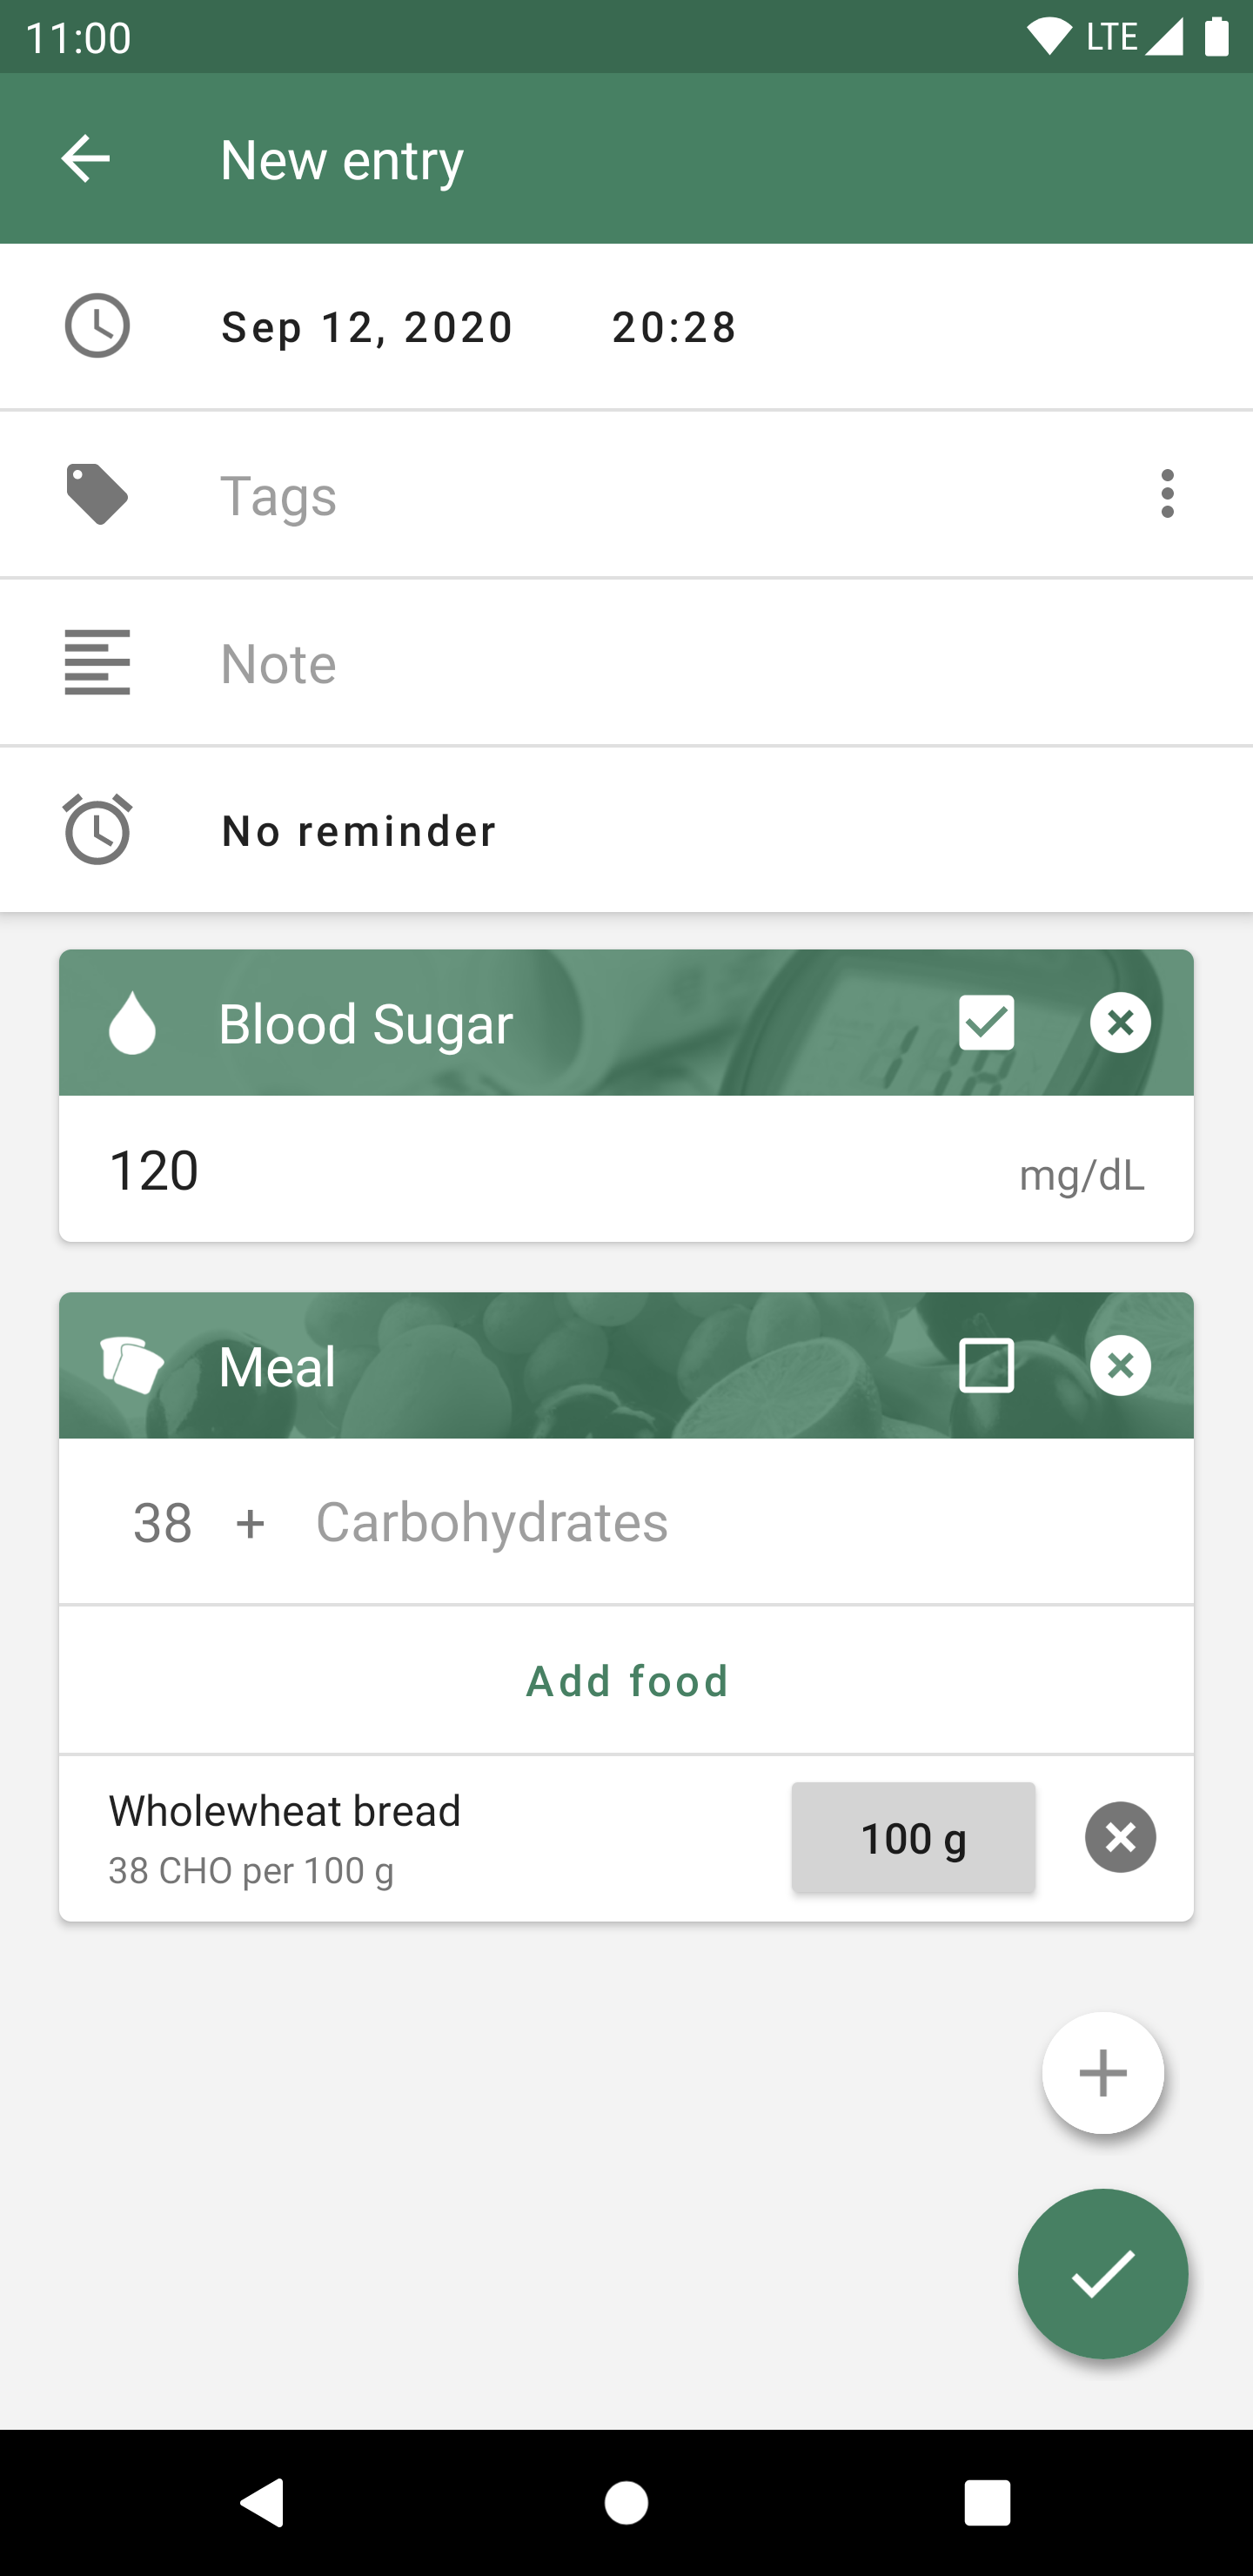 11:00 LTE
New entry
Sep 12, 2020 20:28
Tags
Note
No reminder
Blood Sugar
118
120 mg/dL
Meal
38 + Carbohydrates
Add food
Wholewheat bread
38 CHO per 100 g
100 g